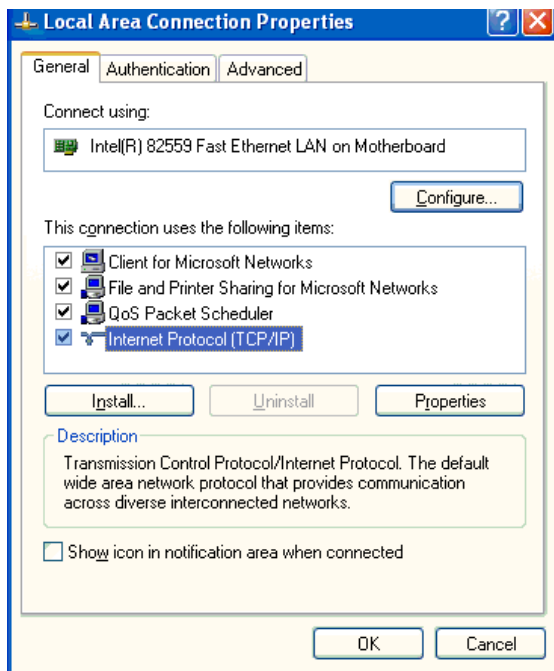 Local Area Connection Properties
General Authentication Advanced
Connect using:
Intel(R) 82559 Fast Ethernet LAN on Motherboard
Configure...
This connection uses the following items:
Client for Microsoft Networks
File and Printer Sharing for Microsoft Networks
QoS Packet Scheduler
Internet Protocol (TCP/IP)
Install... Uninstall Properties
Description
Transmission Control Protocol/Internet Protocol. The default
wide area network protocol that provides communication
across diverse interconnected networks.
Show icon in notification area when connected
OK Cancel